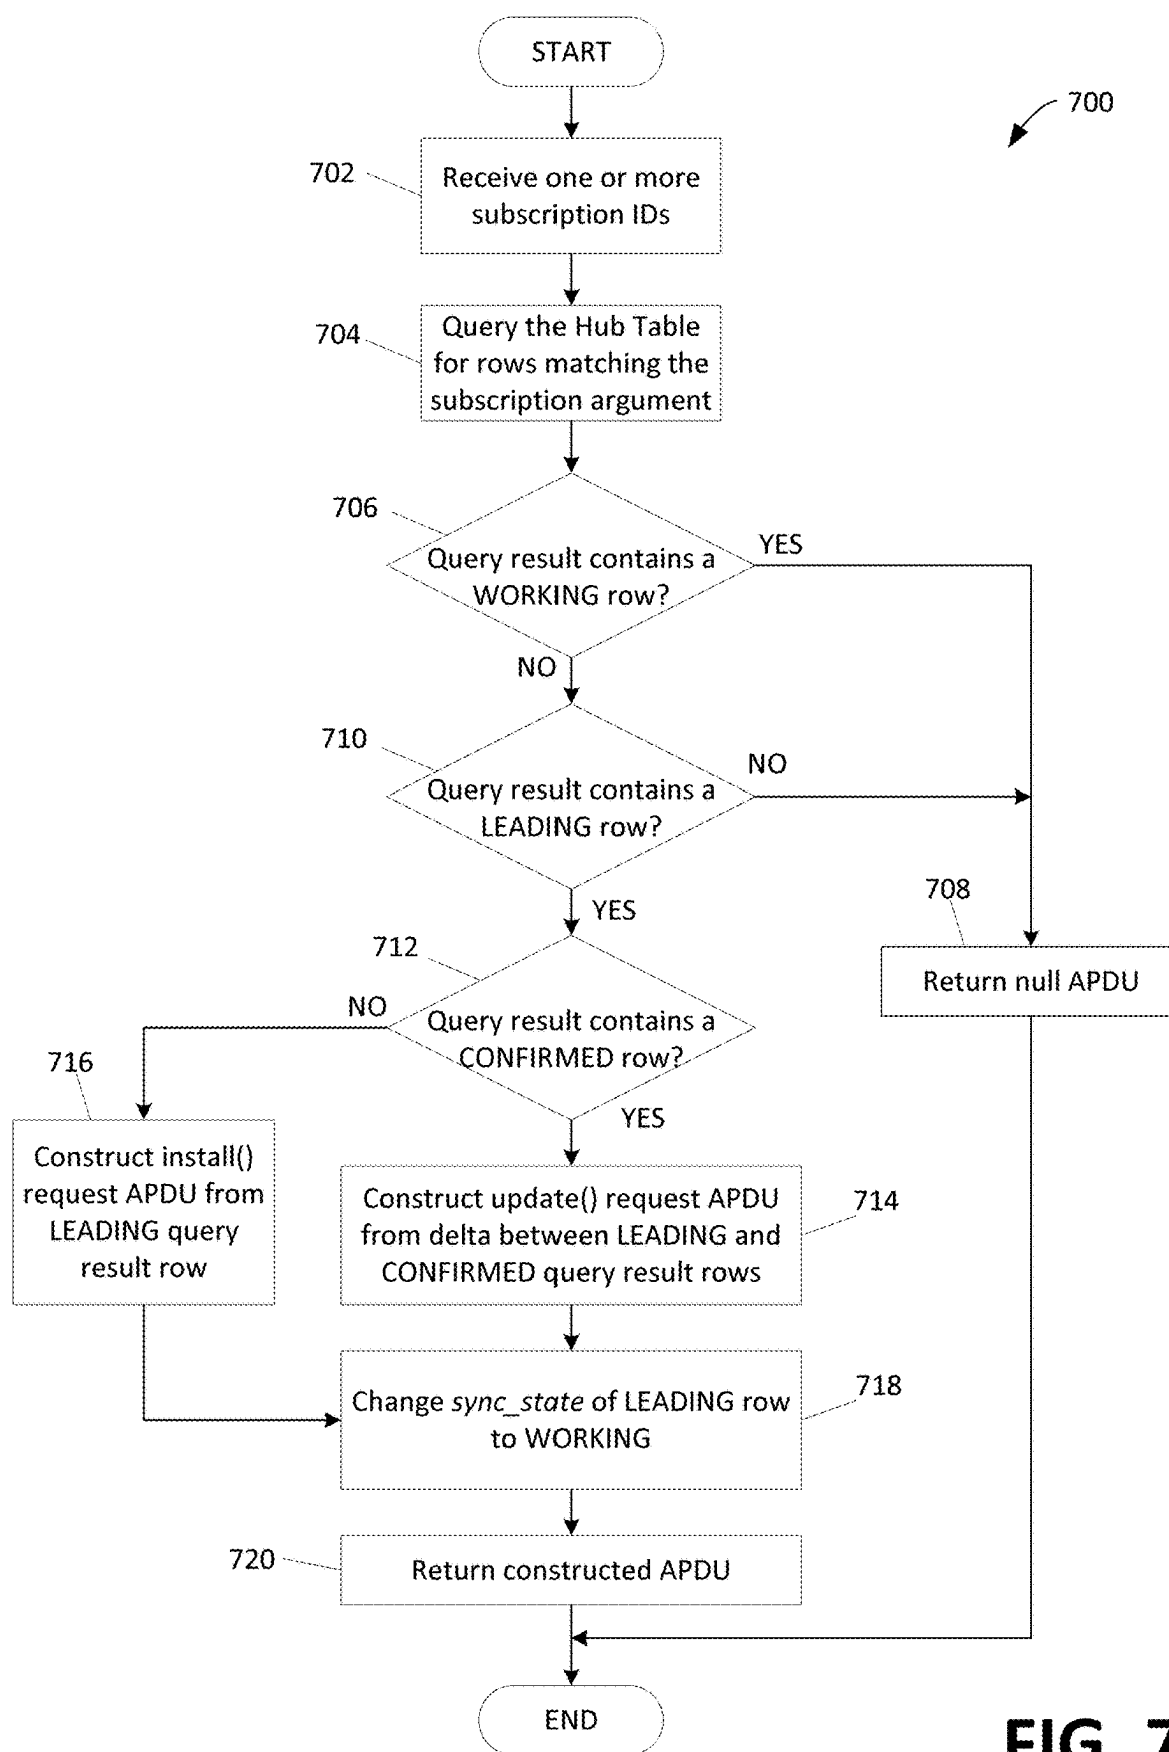 START
700
702
Receive one or more
subscription IDs
704
Query the Hub Table
for rows matching the
subscription argument
706
Query result contains a
WORKING row?
YES
NO
710
Query result contains a
LEADING row?
NO
YES
708
Return null APDU
712
Query result contains a
CONFIRMED row?
NO
YES
716
Construct install()
request APDU from
LEADING query
result row
Construct update() request APDU
from delta between LEADING and
CONFIRMED query result rows
714
Change sync_state of LEADING row
to WORKING
718
720
Return constructed APDU
END
FIG. 7